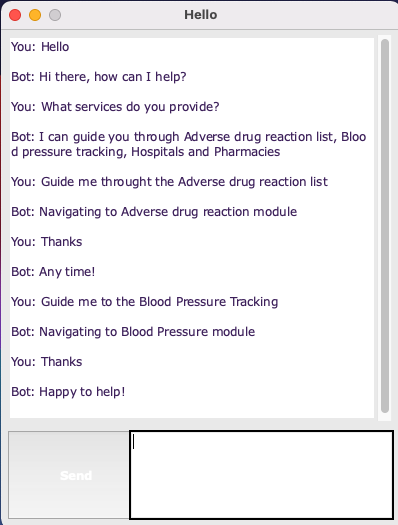 Hello
You: Hello
Bot: Hi there, how can I help?
You: What services do you provide?
Bot: I can guide you through Adverse drug reaction list, Bloo
d pressure tracking, Hospitals and Pharmacies
You: Guide me throught the Adverse drug reaction list
Bot: Navigating to Adverse drug reaction module
You: Thanks
Bot: Any time!
You: Guide me to the Blood Pressure Tracking
Bot: Navigating to Blood Pressure module
You: Thanks
Bot: Happy to help!
Send